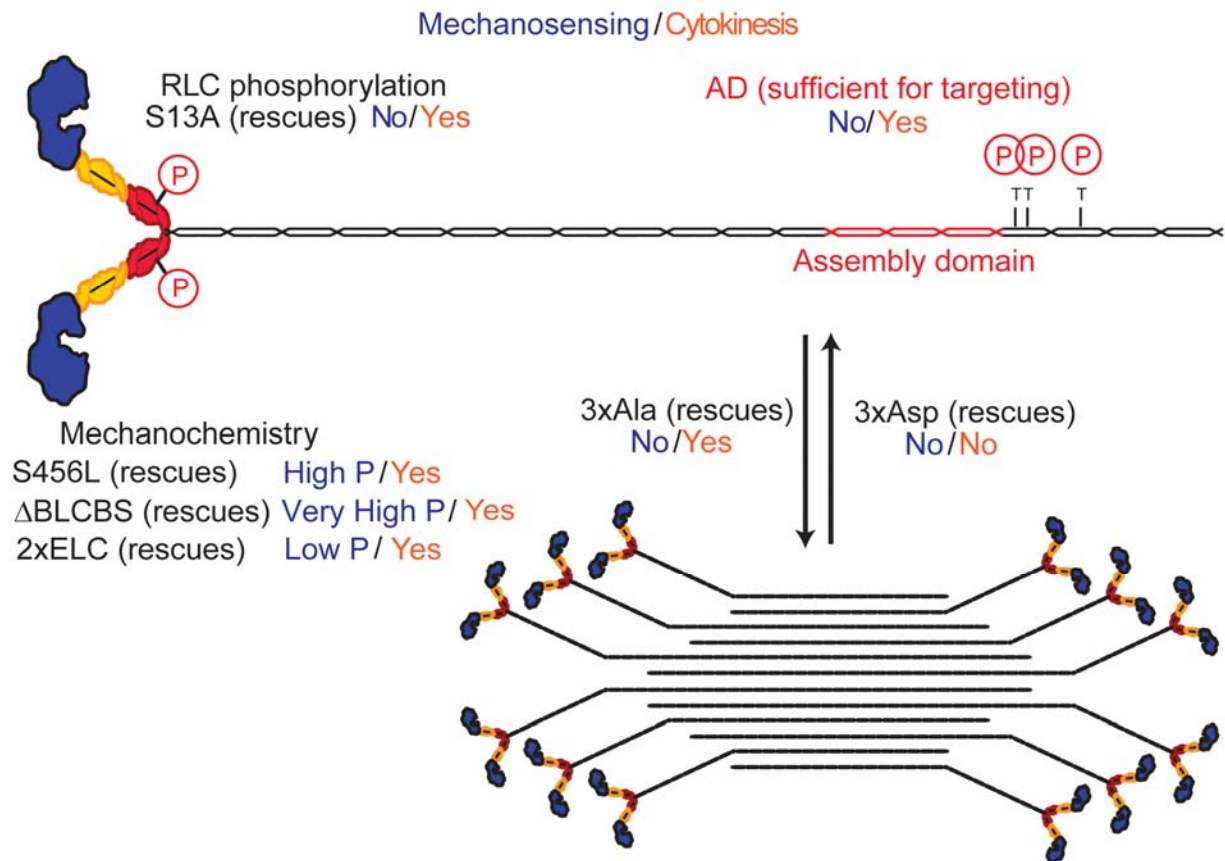 Mechanosensing/Cytokinesis
RLC phosphorylation
S13A (rescues) No/Yes
AD (sufficient for targeting)
No/Yes
P
P
P
P
T
T
T
P
Assembly domain
3xAla (rescues)
No/Yes
3xAsp (rescues)
No/No
Mechanochemistry
S456L (rescues) High P/Yes
ΔBLCBS (rescues) Very High P/ Yes
2xELC (rescues) Low P/ Yes